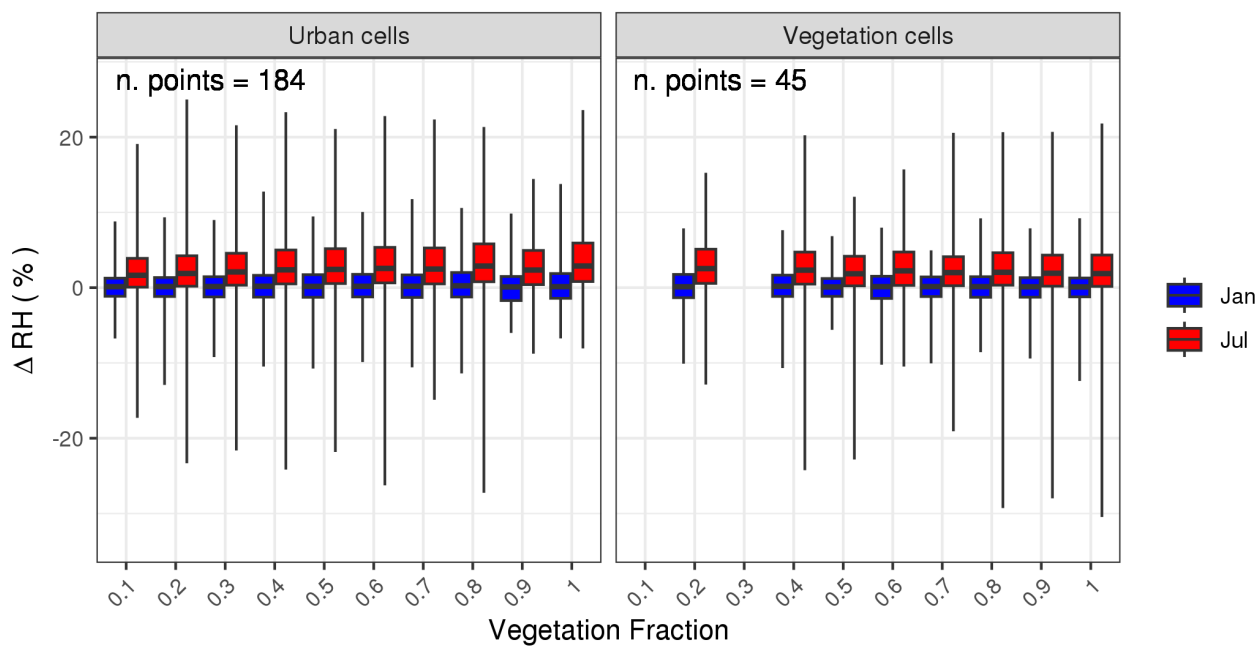 Urban cells
Vegetation cells
n. points = 184
n. points = 45
20
0
-20
Δ RH ( % )
0.1 0.2 0.3 0.4 0.5 0.6 0.7 0.8 0.9 1
0.1 0.2 0.3 0.4 0.5 0.6 0.7 0.8 0.9 1
Vegetation Fraction
Jan
Jul